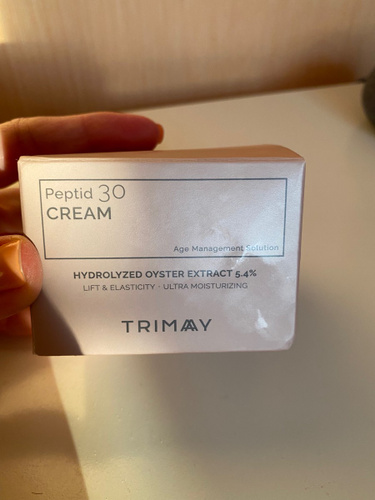 Peptid 30
CREAM
Age Management Solution
HYDROLYZED OYSTER EXTRACT 5.4%
LIFT & ELASTICITY · ULTRA MOISTURIZING
TRIMAY